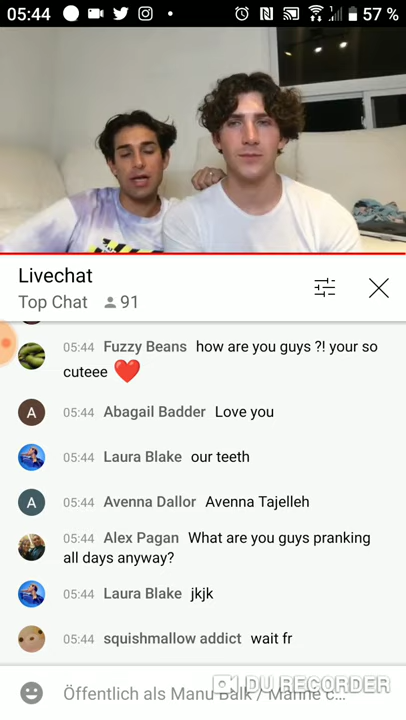 05:44
57 %
Livechat
Top Chat 91
05:44 Fuzzy Beans how are you guys ?! your so
cuteee ❤️
A 05:44 Abagail Badder Love you
05:44 Laura Blake our teeth
A 05:44 Avenna Dallor Avenna Tajelleh
05:44 Alex Pagan What are you guys pranking
all days anyway?
05:44 Laura Blake jkjk
05:44 squishmallow addict wait fr
Öffentlich als Manu Balk / Männe c...
DU RECORDER